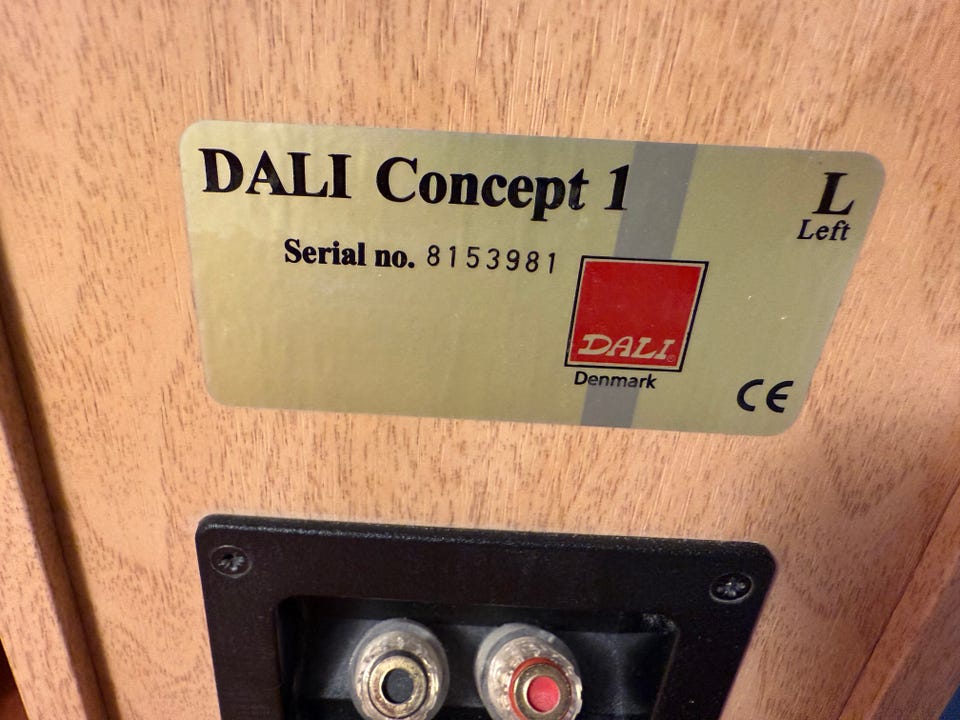 DALI Concept 1
L
Left
Serial no. 8153981
DALI®
Denmark
CE